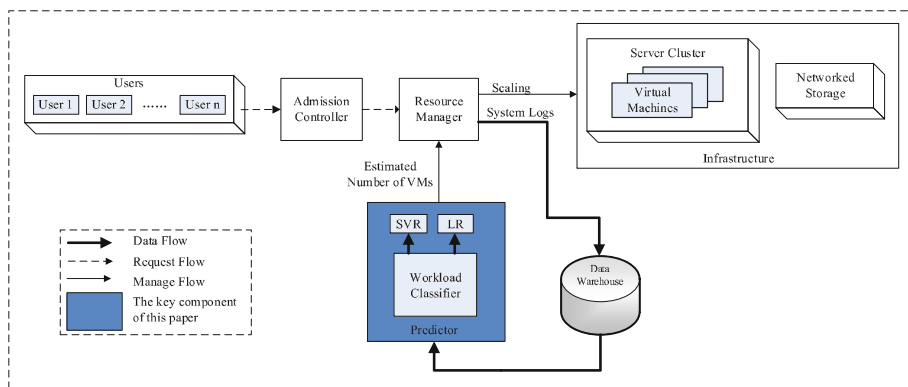 Users
User 1
User 2
......
User n
Admission
Controller
Resource
Manager
Scaling
System Logs
Server Cluster
Virtual
Machincs
Networked
Storage
Infrastructure
Estimated
Number of VMs
SVR
LR
Workload
Classifier
Predictor
Data
Warehouse
Data Flow
Request Flow
Manage Flow
The key component
of this paper